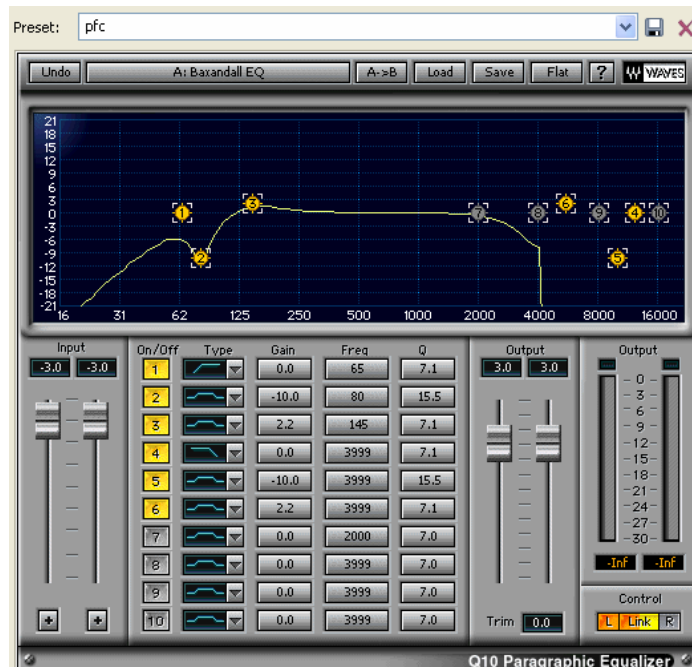 Preset: pfc
Undo A: Baxandall EQ A->B Load Save Flat ? WAVES
21
18
15
12
9
6
3
0
-3
-6
-9
-12
-15
-18
-21
1 2 3 7 8 6 9 4 10 5
16 31 62 125 250 500 1000 2000 4000 8000 16000
Input
-3.0 -3.0
On/Off Type Gain Freq Q
1 0.0 65 7.1
2 -10.0 80 15.5
3 2.2 145 7.1
4 0.0 3999 7.1
5 -10.0 3999 15.5
6 2.2 3999 7.1
7 0.0 2000 7.0
8 0.0 3999 7.0
9 0.0 3999 7.0
10 0.0 3999 7.0
Output
3.0 3.0
Trim 0.0
Output
0
3
6
9
-12-
-15-
-18-
-21
-24-
-27-
-30-
-Inf -Inf
Control
L Link R
Q10 Paragraphic Equalizer